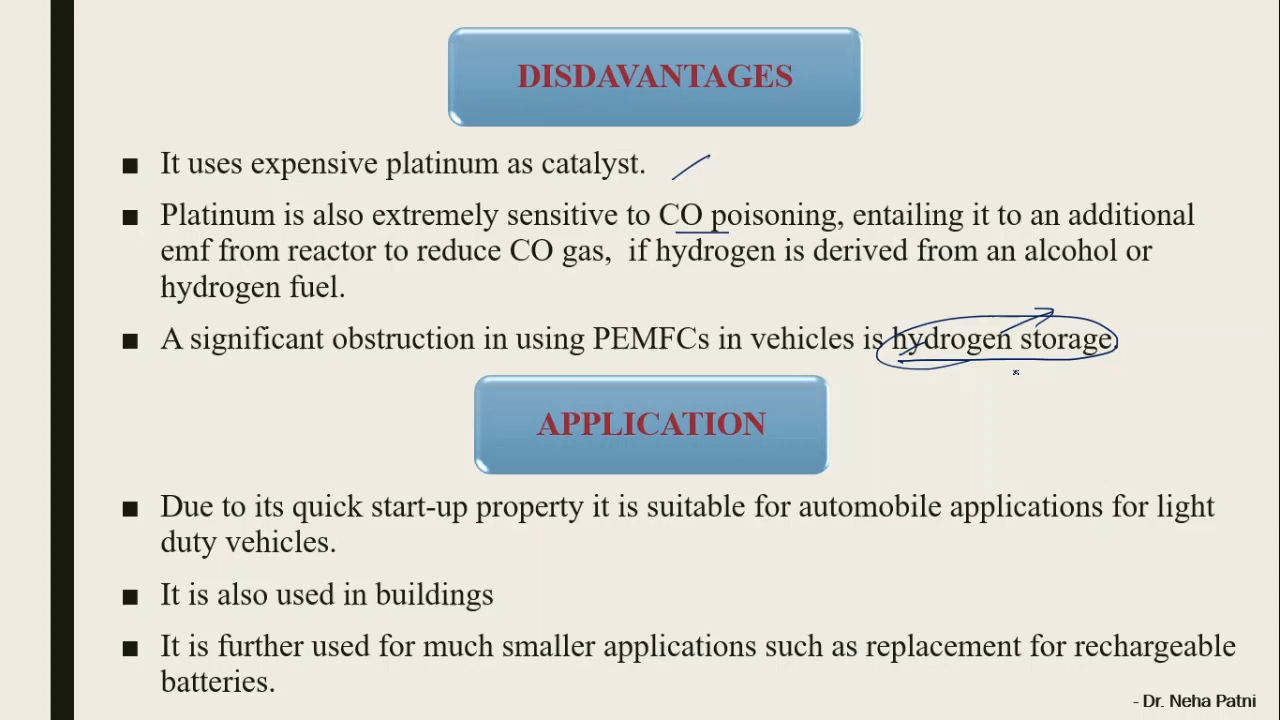 DISDAVANTAGES
■ It uses expensive platinum as catalyst.
■ Platinum is also extremely sensitive to CO poisoning, entailing it to an additional
emf from reactor to reduce CO gas, if hydrogen is derived from an alcohol or
hydrogen fuel.
■ A significant obstruction in using PEMFCs in vehicles is hydrogen storage.
APPLICATION
■ Due to its quick start-up property it is suitable for automobile applications for light
duty vehicles.
■ It is also used in buildings
■ It is further used for much smaller applications such as replacement for rechargeable
batteries.
- Dr. Neha Patni